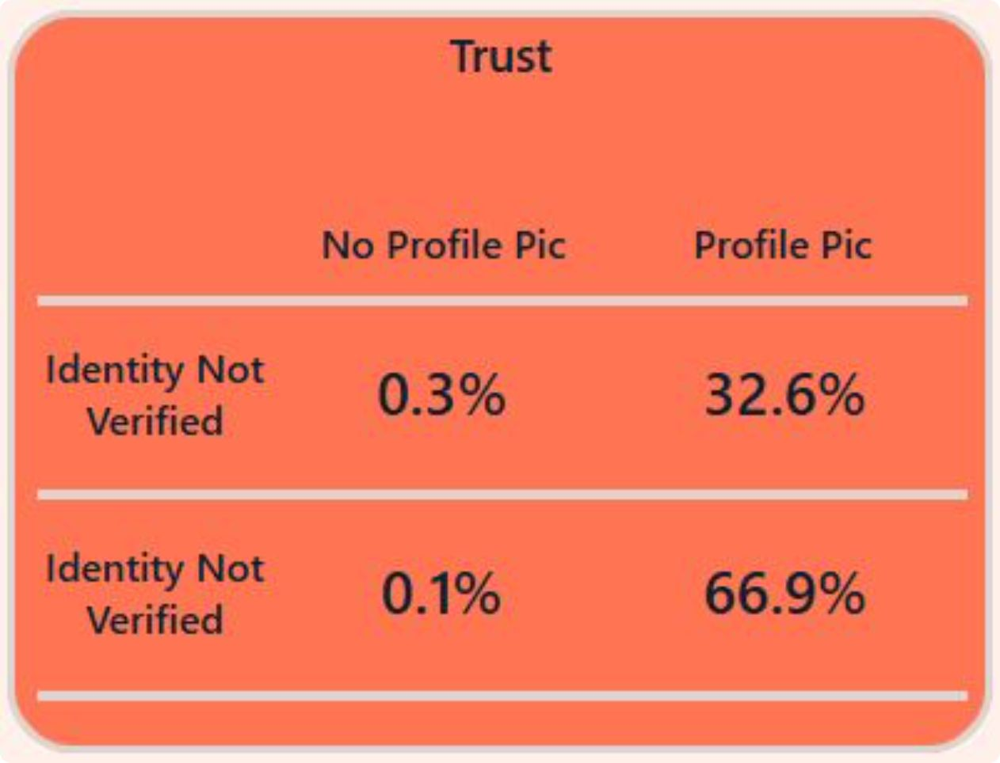 Trust
No Profile Pic Profile Pic
Identity Not
Verified
0.3% 32.6%
Identity Not
Verified
0.1% 66.9%